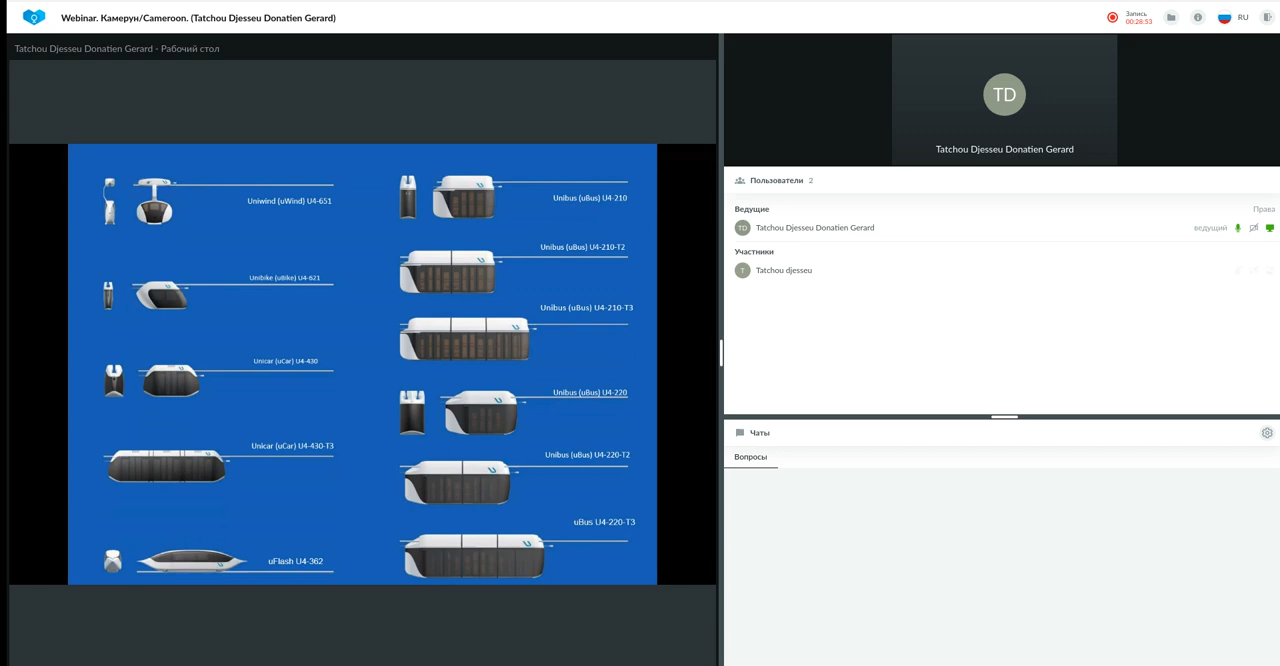 Webinar. Камерун/Cameroon. (Tatchou Djesseu Donatien Gerard)
Запись
00:28:53
RU
Tatchou Djesseu Donatien Gerard - Рабочий стол
Uniwind (uWind) U4-651
Unibike (uBike) U4-621
Unicar (uCar) U4-430
Unicar (uCar) U4-430-T3
uFlash U4-362
Unibus (uBus) U4-210
Unibus (uBus) U4-210-T2
Unibus (uBus) U4-210-T3
Unibus (uBus) U4-220
Unibus (uBus) U4-220-T2
uBus U4-220-T3
TD
Tatchou Djesseu Donatien Gerard
Пользователи 2
Ведущие Права
TD Tatchou Djesseu Donatien Gerard ведущий
Участники
T Tatchou djesseu
Чаты
Вопросы